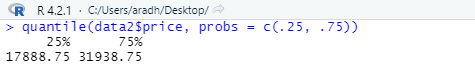 R 4.2.1 · C:/Users/aradh/Desktop/
> quantile(data2$price, probs = c(.25, .75))
25% 75%
17888.75 31938.75